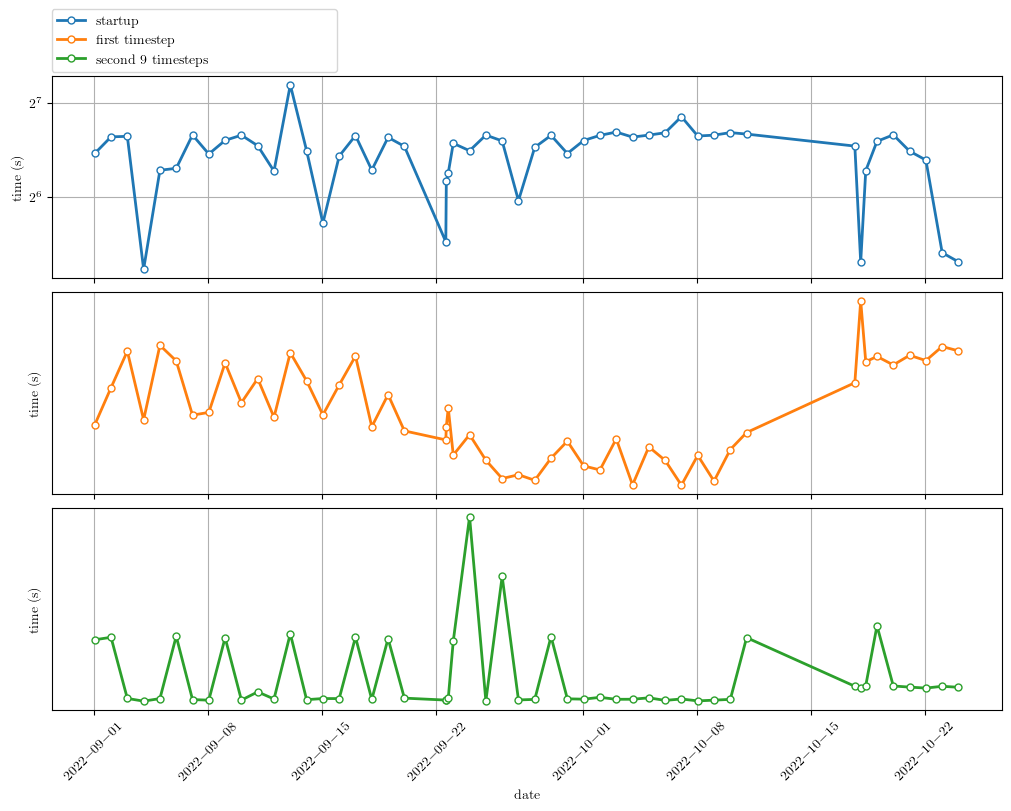 startup
first timestep
second 9 timesteps
2^7
2^6
time (s)
time (s)
time (s)
2022−09−01
2022−09−08
2022−09−15
2022−09−22
2022−10−01
2022−10−08
2022−10−15
2022−10−22
date